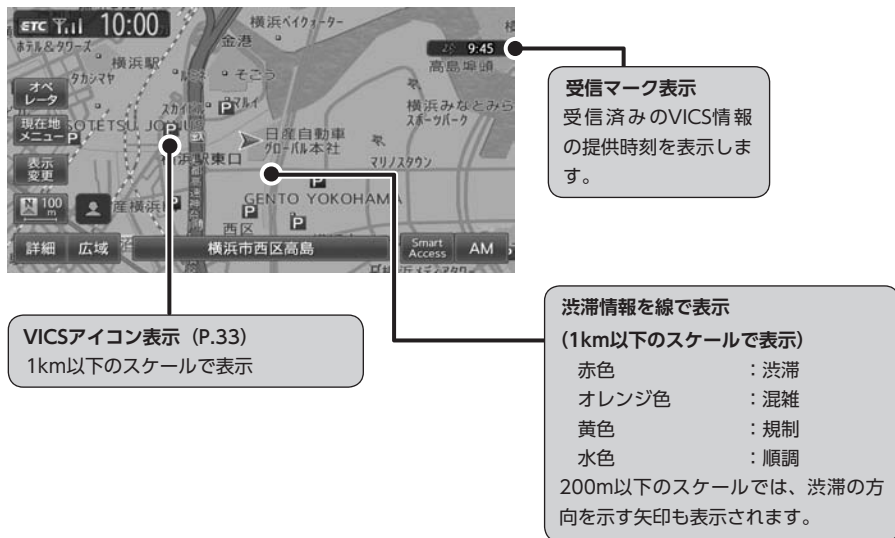 ETC 10:00
横浜ベイクォーター
ホテル&タワーズ
金港
9:45
横浜駅
高島埠頭
タカシマヤ
ルミネ
そごう
オペ
レータ
スカイ
マルイ
横浜みなとみら
スポーツパーク
現在地
メニュー
SOTETSU JOINUS
日産自動車
グローバル本社
浜駅東口
マリノスタウン
表示
変更
都高速神奈
N 100
m
産横浜
GENTO YOKOHAMA
西区
詳細
広域
横浜市西区高島
Smart
Access
AM
受信マーク表示
受信済みのVICS情報
の提供時刻を表示しま
す。
VICSアイコン表示（P.33）
1km以下のスケールで表示
渋滞情報を線で表示
(1km以下のスケールで表示)
赤色：渋滞
オレンジ色：混雑
黄色：規制
水色：順調
200m以下のスケールでは、渋滞の方
向を示す矢印も表示されます。